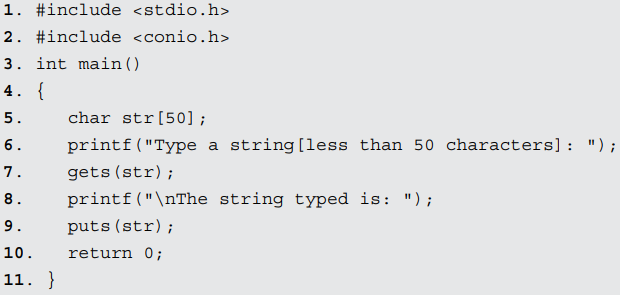 1. #include <stdio.h>
2. #include <conio.h>
3. int main()
4. {
5.    char str[50];
6.    printf("Type a string[less than 50 characters]: ");
7.    gets(str);
8.    printf("\nThe string typed is: ");
9.    puts(str);
10.   return 0;
11. }